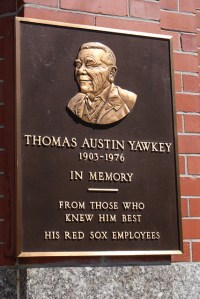 THOMAS AUSTIN YAWKEY
1903-1976
IN MEMORY
FROM THOSE WHO
KNEW HIM BEST
HIS RED SOX EMPLOYEES